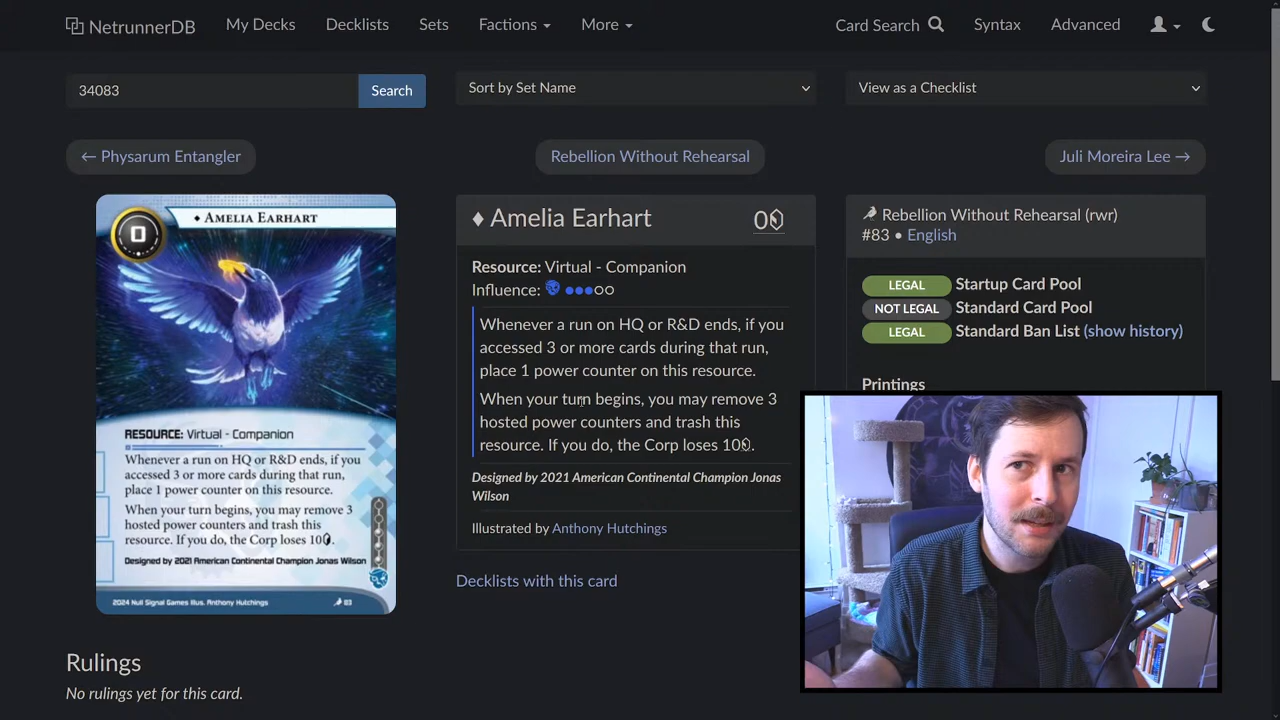 NetrunnerDB My Decks Decklists Sets Factions More Card Search Syntax Advanced
34083 Search Sort by Set Name View as a Checklist
← Physarum Entangler Rebellion Without Rehearsal Juli Moreira Lee →
0
♦ AMELIA EARHART
RESOURCE: Virtual - Companion
Whenever a run on HQ or R&D ends, if you
accessed 3 or more cards during that run,
place 1 power counter on this resource.
When your turn begins, you may remove 3
hosted power counters and trash this
resource. If you do, the Corp loses 10
Designed by 2021 American Continental Champion Jonas Wilson
2024 Null Signal Games Illus. Anthony Hutchings 83
♦ Amelia Earhart 0
Resource: Virtual - Companion
Influence: ●●●○○
Whenever a run on HQ or R&D ends, if you
accessed 3 or more cards during that run,
place 1 power counter on this resource.
When your turn begins, you may remove 3
hosted power counters and trash this
resource. If you do, the Corp loses 10.
Designed by 2021 American Continental Champion Jonas
Wilson
Illustrated by Anthony Hutchings
Decklists with this card
Rebellion Without Rehearsal (rwr)
#83 • English
LEGAL Startup Card Pool
NOT LEGAL Standard Card Pool
LEGAL Standard Ban List (show history)
Printings
Rulings
No rulings yet for this card.